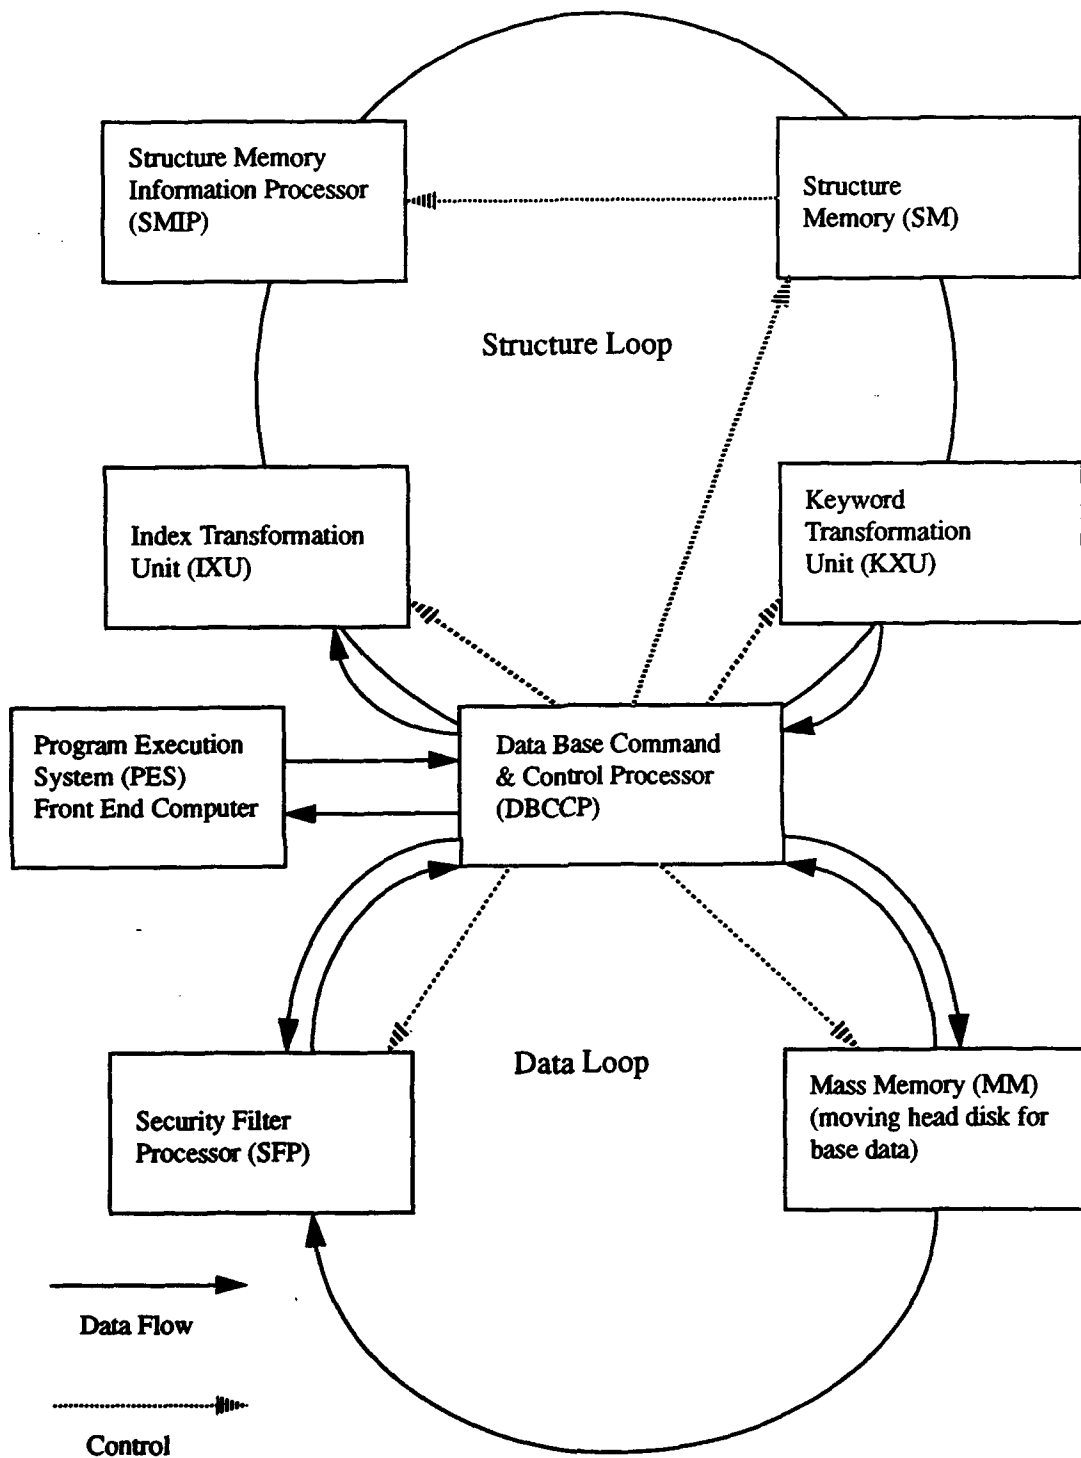 Structure Memory
Information Processor
(SMIP)
Structure
Memory (SM)
Structure Loop
Index Transformation
Unit (IXU)
Keyword
Transformation
Unit (KXU)
Program Execution
System (PES)
Front End Computer
Data Base Command
& Control Processor
(DBCCP)
Security Filter
Processor (SFP)
Data Loop
Mass Memory (MM)
(moving head disk for
base data)
Data Flow
Control